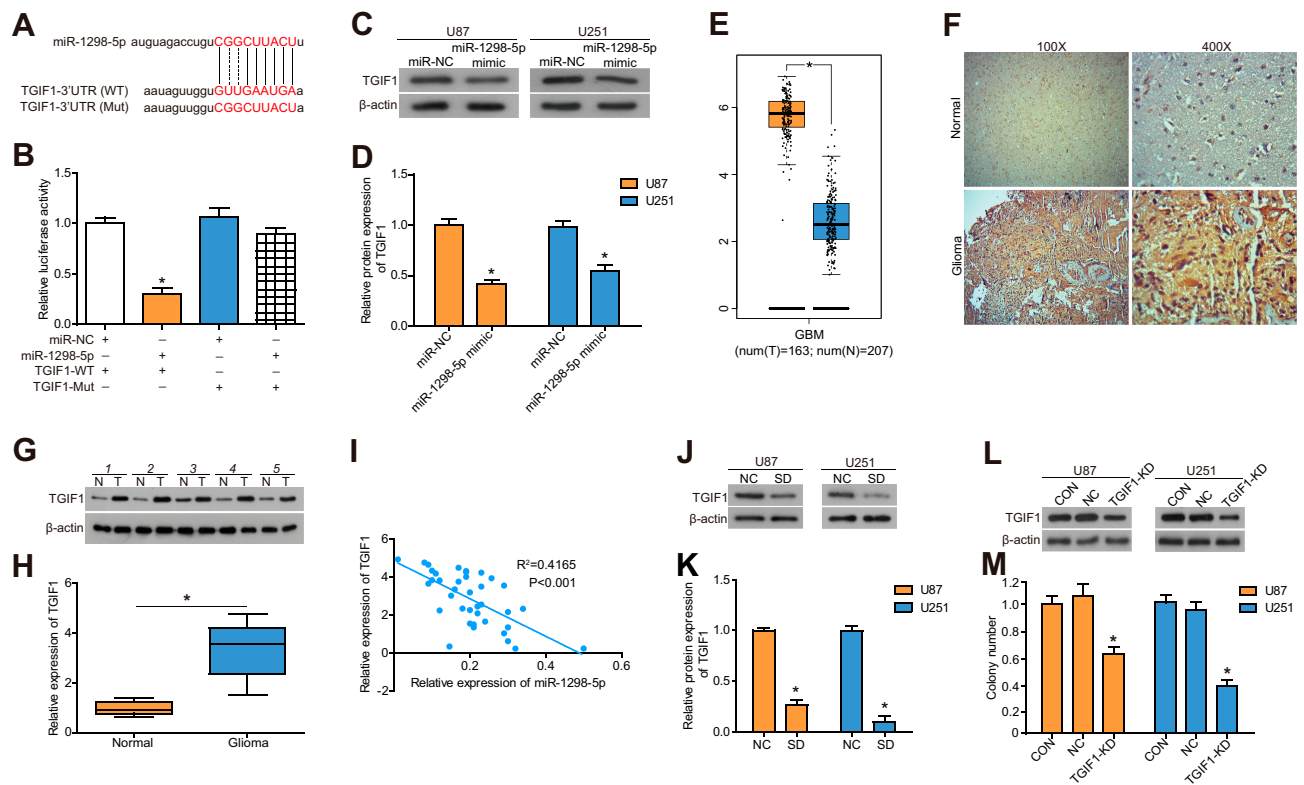 A
miR-1298-5p auguagaccuguCGGCUUACUu
TGIF1-3'UTR (WT) aauaguuggguGUUGAAUGAa
TGIF1-3'UTR (Mut) aauaguuggguCGGCUUACUa
B
Relative luciferase activity
1.5
1.0
0.5
0.0
*
miR-NC + – + –
miR-1298-5p – + – +
TGIF1-WT + + – –
TGIF1-Mut – – + +
C
U87 U251
miR-NC miR-1298-5p mimic miR-NC miR-1298-5p mimic
TGIF1
β-actin
D
Relative protein expression
of TGIF1
1.5
1.0
0.5
0.0
* *
U87
U251
miR-NC miR-1298-5p mimic miR-NC miR-1298-5p mimic
E
6
4
2
0
*
GBM
(num(T)=163; num(N)=207)
F
100X 400X
Normal
Glioma
G
1 2 3 4 5
N T N T N T N T N T
TGIF1
β-actin
H
Relative expression of TGIF1
6
4
2
0
*
Normal Glioma
I
Relative expression of TGIF1
6
4
2
0
-2
R²=0.4165
P<0.001
0.2 0.4 0.6
Relative expression of miR-1298-5p
J
U87 U251
NC SD NC SD
TGIF1
β-actin
K
Relative protein expression
of TGIF1
1.5
1.0
0.5
0.0
* *
U87
U251
NC SD NC SD
L
U87 U251
CON NC TGIF1-KD CON NC TGIF1-KD
TGIF1
β-actin
M
Colony number
1.2
1.0
0.8
0.6
0.4
0.2
0
* *
U87
U251
CON NC TGIF1-KD CON NC TGIF1-KD